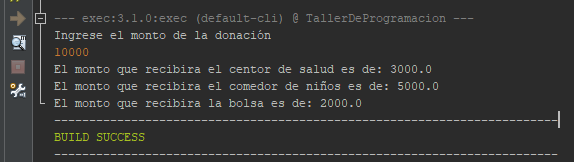 --- exec:3.1.0:exec (default-cli) @ TallerDeProgramacion ---
Ingrese el monto de la donación
10000
El monto que recibira el centor de salud es de: 3000.0
El monto que recibira el comedor de niños es de: 5000.0
El monto que recibira la bolsa es de: 2000.0
------------------------------------------------------------------------
BUILD SUCCESS
------------------------------------------------------------------------